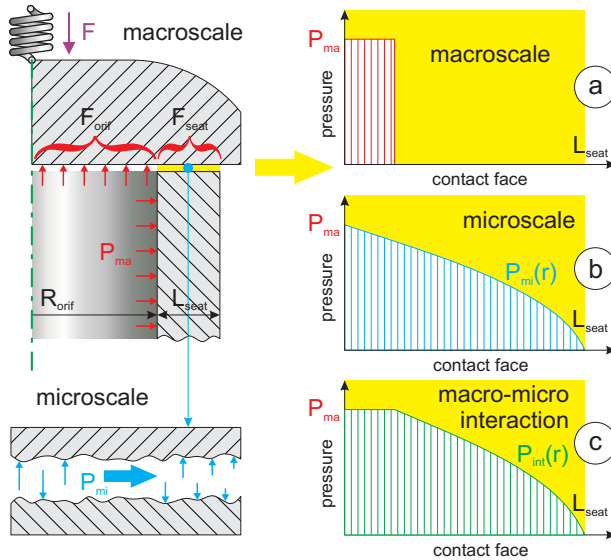 F
macroscale
F_orif
F_seat
P_ma
R_orif
L_seat
microscale
P_mi
P_ma
pressure
macroscale
a
L_seat
contact face
P_ma
pressure
microscale
P_mi(r)
b
L_seat
contact face
P_ma
pressure
macro-micro
interaction
P_int(r)
c
L_seat
contact face